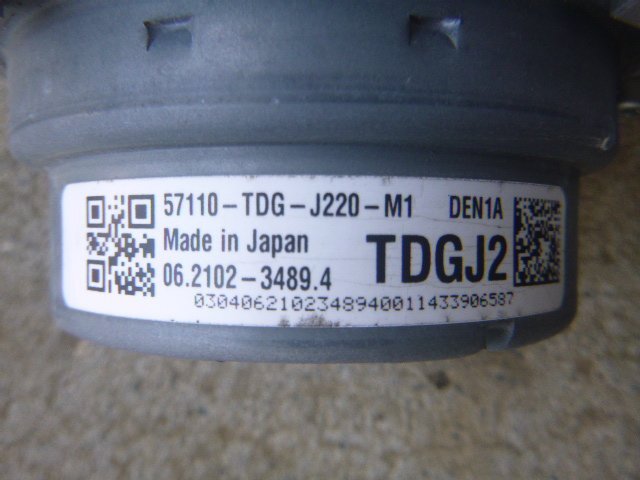 57110-TDG-J220-M1 DEN1A
Made in Japan TDGJ2
06.2102-3489.4
0304062102348940011433906587